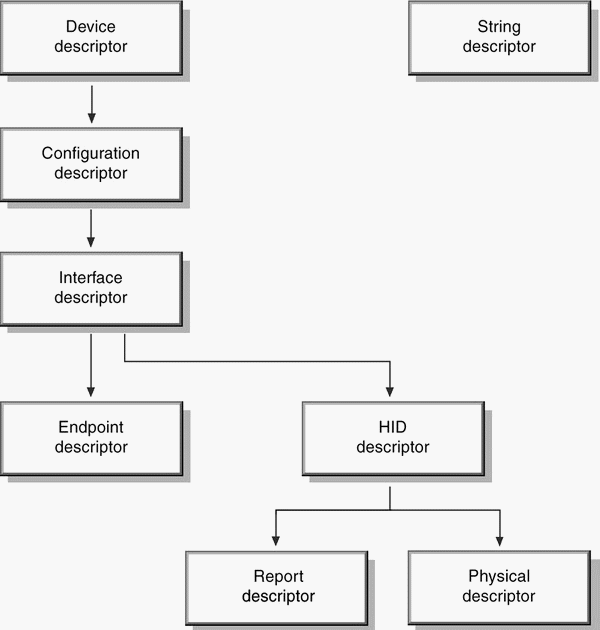 Device
descriptor
String
descriptor
Configuration
descriptor
Interface
descriptor
Endpoint
descriptor
HID
descriptor
Report
descriptor
Physical
descriptor